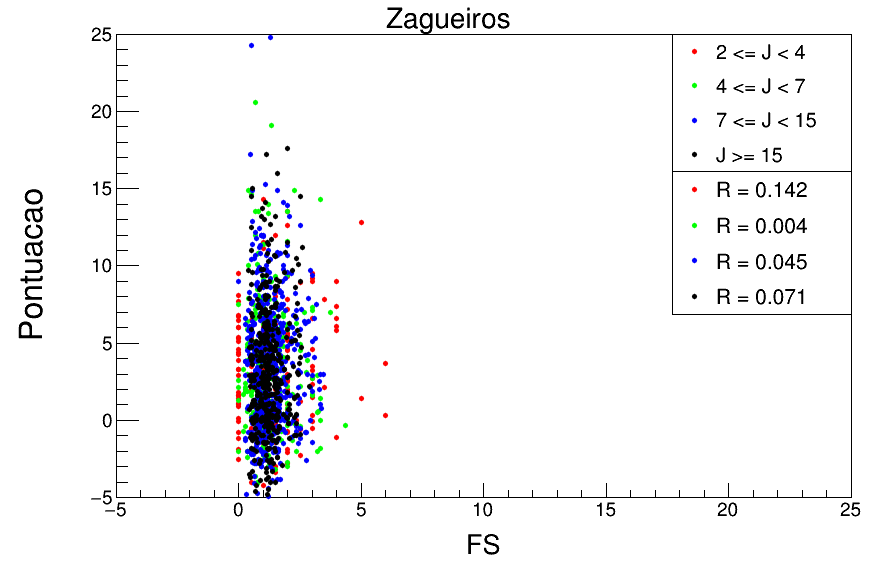 Zagueiros
25
20
15
10
5
0
−5
Pontuacao
2 <= J < 4
4 <= J < 7
7 <= J < 15
J >= 15
R = 0.142
R = 0.004
R = 0.045
R = 0.071
−5 0 5 10 15 20 25
FS